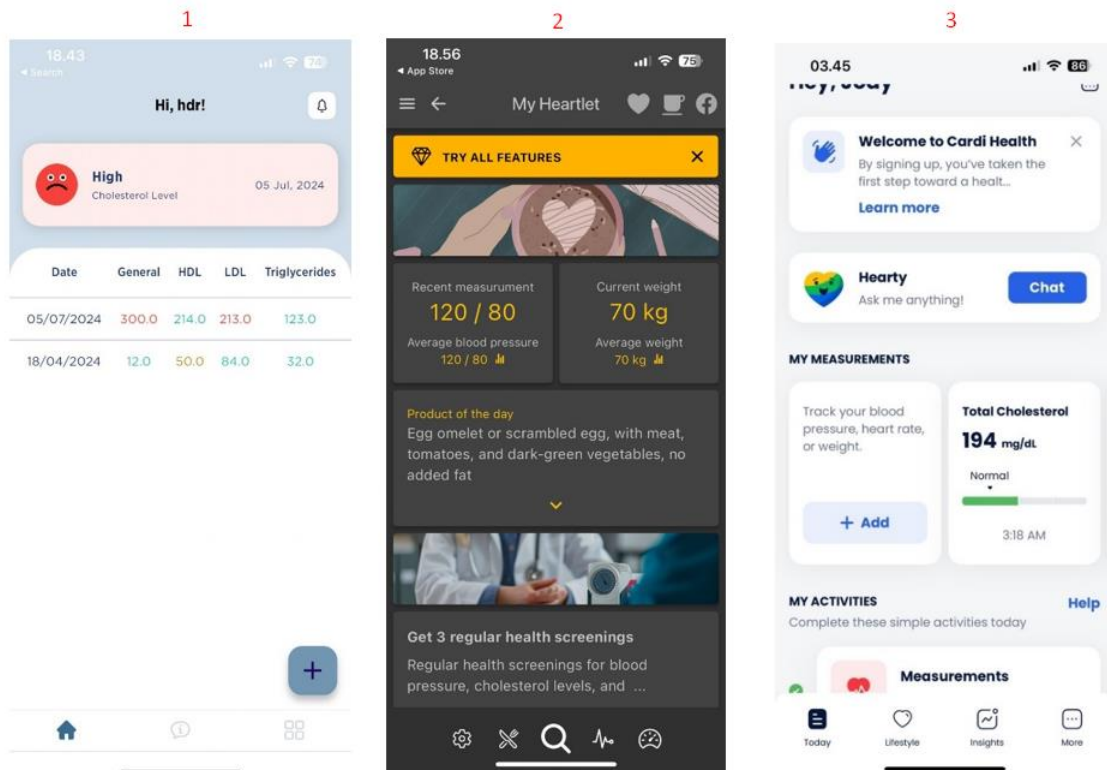 1
18.43
◂ Search
74
Hi, hdr!
High
Cholesterol Level
05 Jul, 2024
Date General HDL LDL Triglycerides
05/07/2024 300.0 214.0 213.0 123.0
18/04/2024 12.0 50.0 84.0 32.0
+
2
18.56
75
◂ App Store
My Heartlet
TRY ALL FEATURES
Recent measurument
120 / 80
Average blood pressure
120 / 80
Current weight
70 kg
Average weight
70 kg
Product of the day
Egg omelet or scrambled egg, with meat,
tomatoes, and dark-green vegetables, no
added fat
Get 3 regular health screenings
Regular health screenings for blood
pressure, cholesterol levels, and ...
3
03.45
86
Hey, Jody
Welcome to Cardi Health
By signing up, you've taken the
first step toward a healt...
Learn more
Hearty
Ask me anything!
Chat
MY MEASUREMENTS
Track your blood
pressure, heart rate,
or weight.
+ Add
Total Cholesterol
194 mg/dL
Normal
3:18 AM
MY ACTIVITIES
Help
Complete these simple activities today
Measurements
Today Lifestyle Insights More